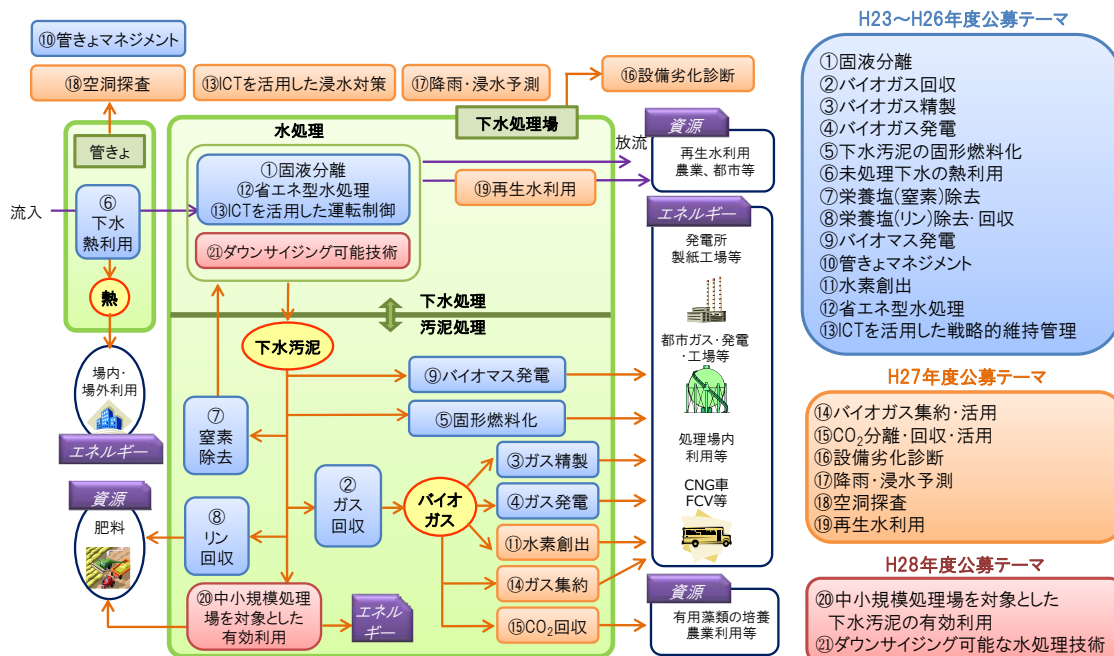 ⑩管きょマネジメント
⑱空洞探査
⑬ICTを活用した浸水対策
⑰降雨・浸水予測
⑯設備劣化診断
管きょ
水処理
下水処理場
放流
資源
再生水利用
農業、都市等
流入
⑥
下水
熱利用
①固液分離
⑫省エネ型水処理
⑬ICTを活用した運転制御
⑲再生水利用
㉑ダウンサイジング可能技術
熱
下水処理
汚泥処理
下水汚泥
エネルギー
発電所
製紙工場等
都市ガス・発電
・工場等
処理場内
利用等
CNG車
FCV等
場内・
場外利用
エネルギー
⑨バイオマス発電
⑤固形燃料化
⑦
窒素
除去
②
ガス
回収
バイオ
ガス
③ガス精製
④ガス発電
⑪水素創出
⑭ガス集約
⑮CO₂回収
資源
肥料
⑧
リン
回収
⑳中小規模処理
場を対象とした
有効利用
エネル
ギー
資源
有用藻類の培養
農業利用等
H23～H26年度公募テーマ
①固液分離
②バイオガス回収
③バイオガス精製
④バイオガス発電
⑤下水汚泥の固形燃料化
⑥未処理下水の熱利用
⑦栄養塩(窒素)除去
⑧栄養塩(リン)除去・回収
⑨バイオマス発電
⑩管きょマネジメント
⑪水素創出
⑫省エネ型水処理
⑬ICTを活用した戦略的維持管理
H27年度公募テーマ
⑭バイオガス集約・活用
⑮CO₂分離・回収・活用
⑯設備劣化診断
⑰降雨・浸水予測
⑱空洞探査
⑲再生水利用
H28年度公募テーマ
⑳中小規模処理場を対象とした
下水汚泥の有効利用
㉑ダウンサイジング可能な水処理技術